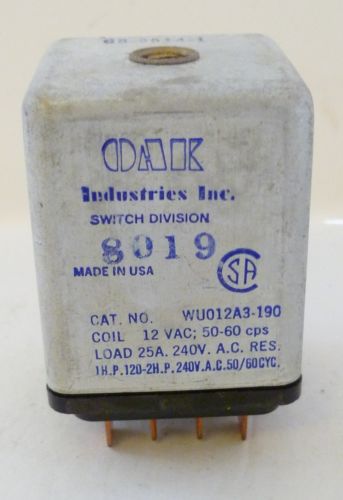 OAK
Industries Inc.
SWITCH DIVISION
8019
MADE IN USA
CSA
CAT. NO. WU012A3-190
COIL 12 VAC; 50-60 cps
LOAD 25A. 240V. A.C. RES.
1H.P.120-2H.P. 240V.A.C.50/60CYC.